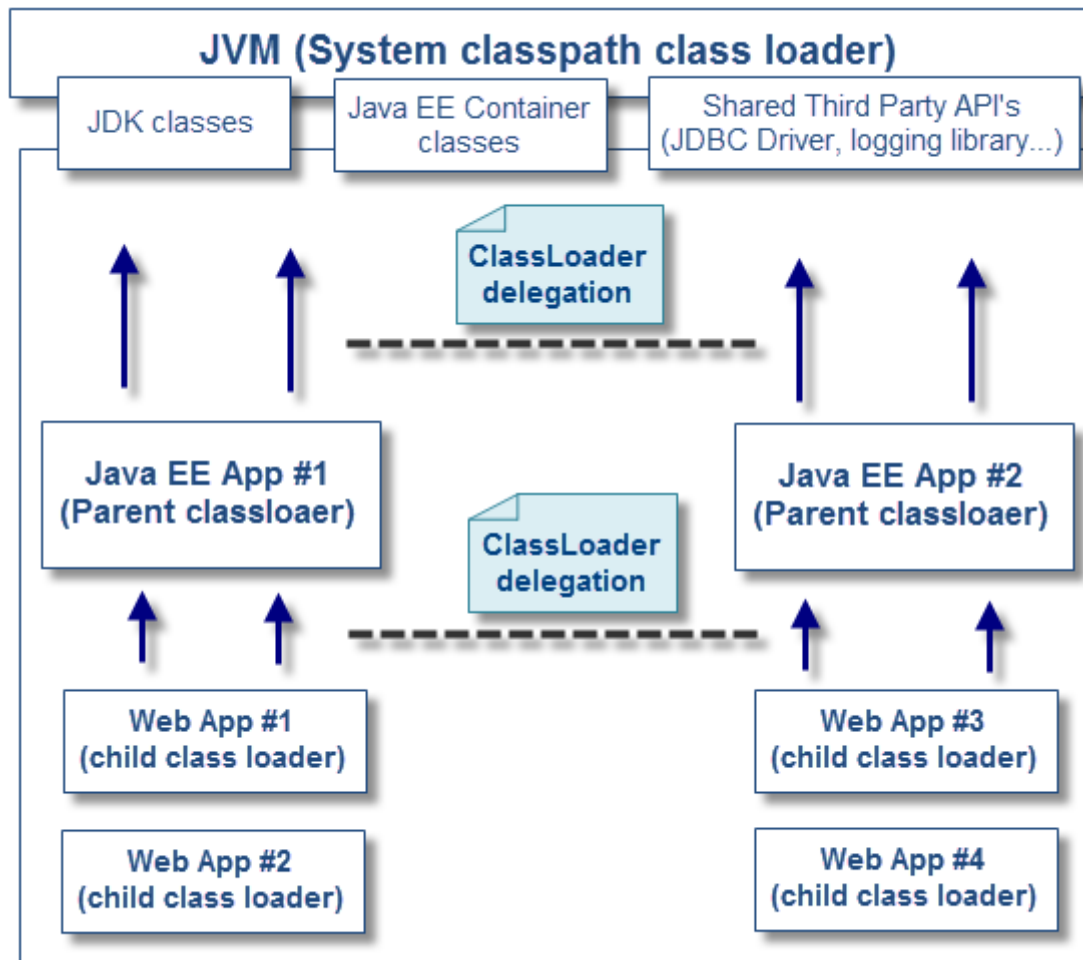 JVM (System classpath class loader)
JDK classes
Java EE Container
classes
Shared Third Party API's
(JDBC Driver, logging library...)
ClassLoader
delegation
Java EE App #1
(Parent classloaer)
Java EE App #2
(Parent classloaer)
ClassLoader
delegation
Web App #1
(child class loader)
Web App #3
(child class loader)
Web App #2
(child class loader)
Web App #4
(child class loader)